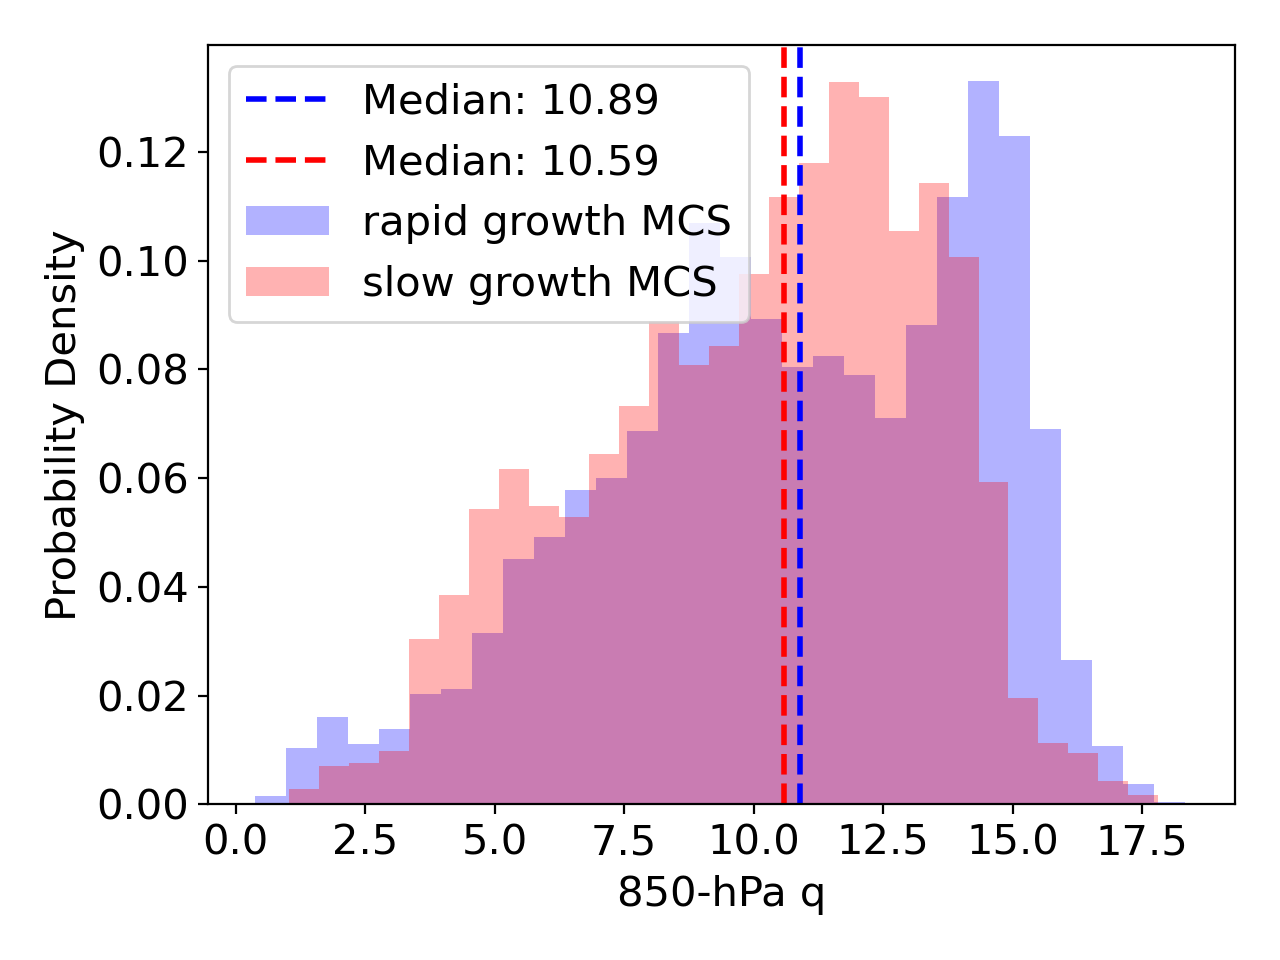 Median: 10.89
Median: 10.59
rapid growth MCS
slow growth MCS
Probability Density
0.12
0.10
0.08
0.06
0.04
0.02
0.00
0.0 2.5 5.0 7.5 10.0 12.5 15.0 17.5
850-hPa q